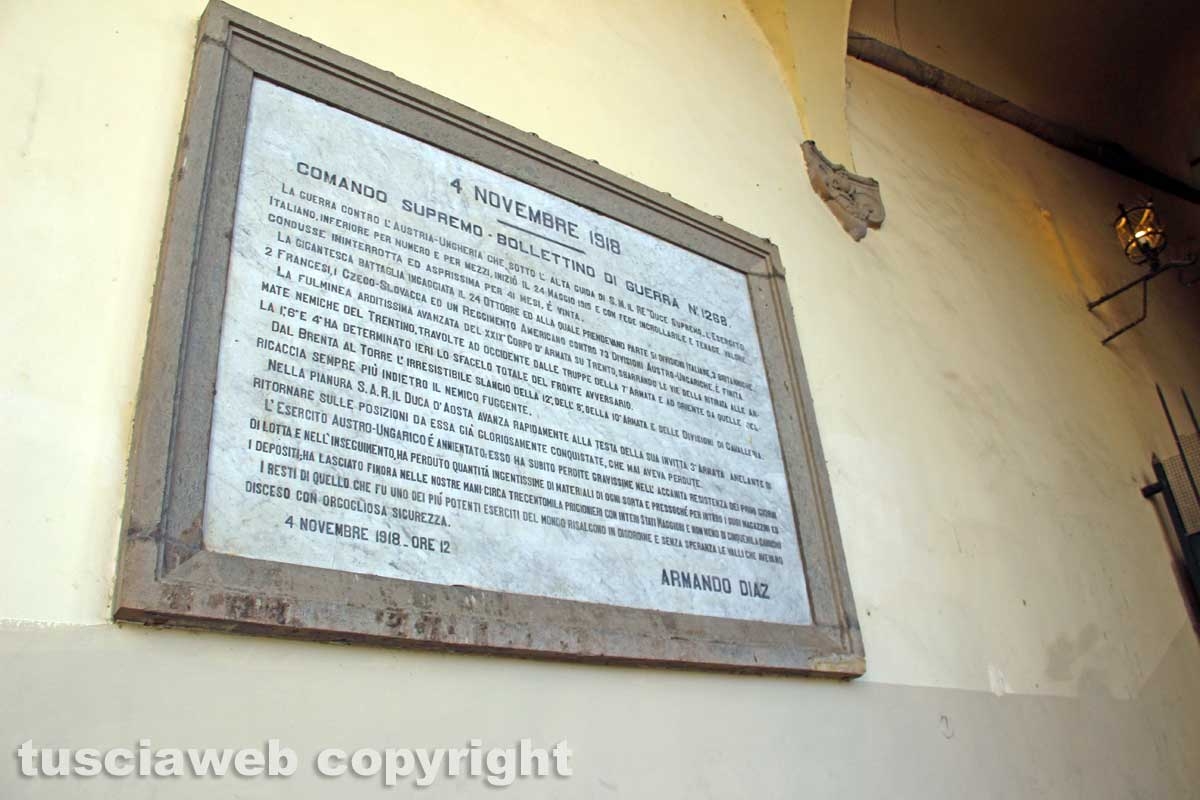 4 NOVEMBRE 1918
COMANDO SUPREMO - BOLLETTINO DI GUERRA N° 1268.
LA GUERRA CONTRO L'AUSTRIA-UNGHERIA CHE, SOTTO L'ALTA GUIDA DI S.M. IL RE "DUCE SUPREMO, L'ESERCITO
ITALIANO, INFERIORE PER NUMERO E PER MEZZI, INIZIÒ IL 24 MAGGIO 1915 E CON FEDE INCROLLABILE E TENACE VALORE
CONDUSSE ININTERROTTA ED ASPRISSIMA PER 41 MESI, É VINTA.
LA GIGANTESCA BATTAGLIA INGAGGIATA IL 24 OTTOBRE ED ALLA QUALE PRENDEVANO PARTE 51 DIVISIONI ITALIANE, 3 BRITANNICHE,
2 FRANCESI, 1 CZECO-SLOVACCA ED UN REGGIMENTO AMERICANO CONTRO 73 DIVISIONI AUSTRO-UNGARICHE, É FINITA.
LA FULMINEA ARDITISSIMA AVANZATA DEL XXIX° CORPO D'ARMATA SU TRENTO, SBARRANDO LE VIE DELLA RITIRATA ALLE AR-
MATE NEMICHE DEL TRENTINO, TRAVOLTE AD OCCIDENTE DALLE TRUPPE DELLA 7ª ARMATA E AD ORIENTE DA QUELLE DEL-
LA 1ª, 6ª E 4ª HA DETERMINATO IERI LO SFACELO TOTALE DEL FRONTE AVVERSARIO.
DAL BRENTA AL TORRE L'IRRESISTIBILE SLANCIO DELLA 12ª, DELL'8ª, DELLA 10ª ARMATA E DELLE DIVISIONI DI CAVALLERIA,
RICACCIA SEMPRE PIÙ INDIETRO IL NEMICO FUGGENTE.
NELLA PIANURA S.A.R. IL DUCA D'AOSTA AVANZA RAPIDAMENTE ALLA TESTA DELLA SUA INVITTA 3ª ARMATA ANELANTE DI
RITORNARE SULLE POSIZIONI DA ESSA GIÀ GLORIOSAMENTE CONQUISTATE, CHE MAI AVEVA PERDUTE.
L'ESERCITO AUSTRO-UNGARICO É ANNIENTATO: ESSO HA SUBITO PERDITE GRAVISSIME NELL'ACCANITA RESISTENZA DEI PRIMI GIORNI
DI LOTTA E NELL'INSEGUIMENTO, HA PERDUTO QUANTITÀ INGENTISSIME DI MATERIALI DI OGNI SORTA E PRESSOCHÉ PER INTERO I SUOI MAGAZZINI ED
I DEPOSITI, HA LASCIATO FINORA NELLE NOSTRE MANI CIRCA TRECENTOMILA PRIGIONIERI CON INTERI STATI MAGGIORI E NON MENO DI CINQUEMILA CANNONI
I RESTI DI QUELLO CHE FU UNO DEI PIÙ POTENTI ESERCITI DEL MONDO RISALGONO IN DISORDINE E SENZA SPERANZA LE VALLI CHE AVEVANO
DISCESO CON ORGOGLIOSA SICUREZZA.
4 NOVEMBRE 1918 - ORE 12
ARMANDO DIAZ
tusciaweb copyright